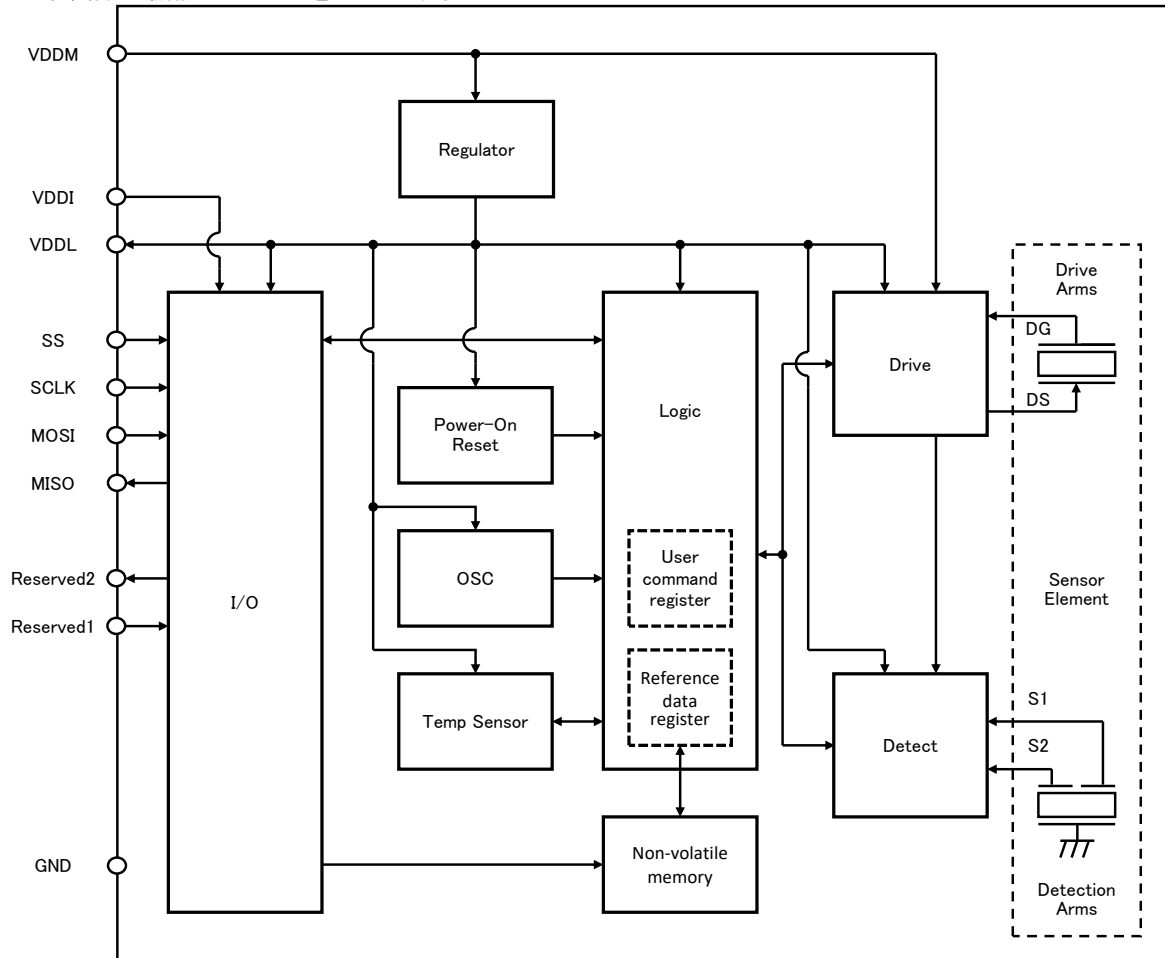 VDDM
Regulator
VDDI
VDDL
Drive
Arms
SS
DG
Drive
SCLK
DS
Logic
MOSI
Power-On
Reset
MISO
User
command
register
Reserved2
OSC
Sensor
Element
I/O
Reserved1
Reference
data
register
S1
Temp Sensor
Detect
S2
GND
Non-volatile
memory
Detection
Arms